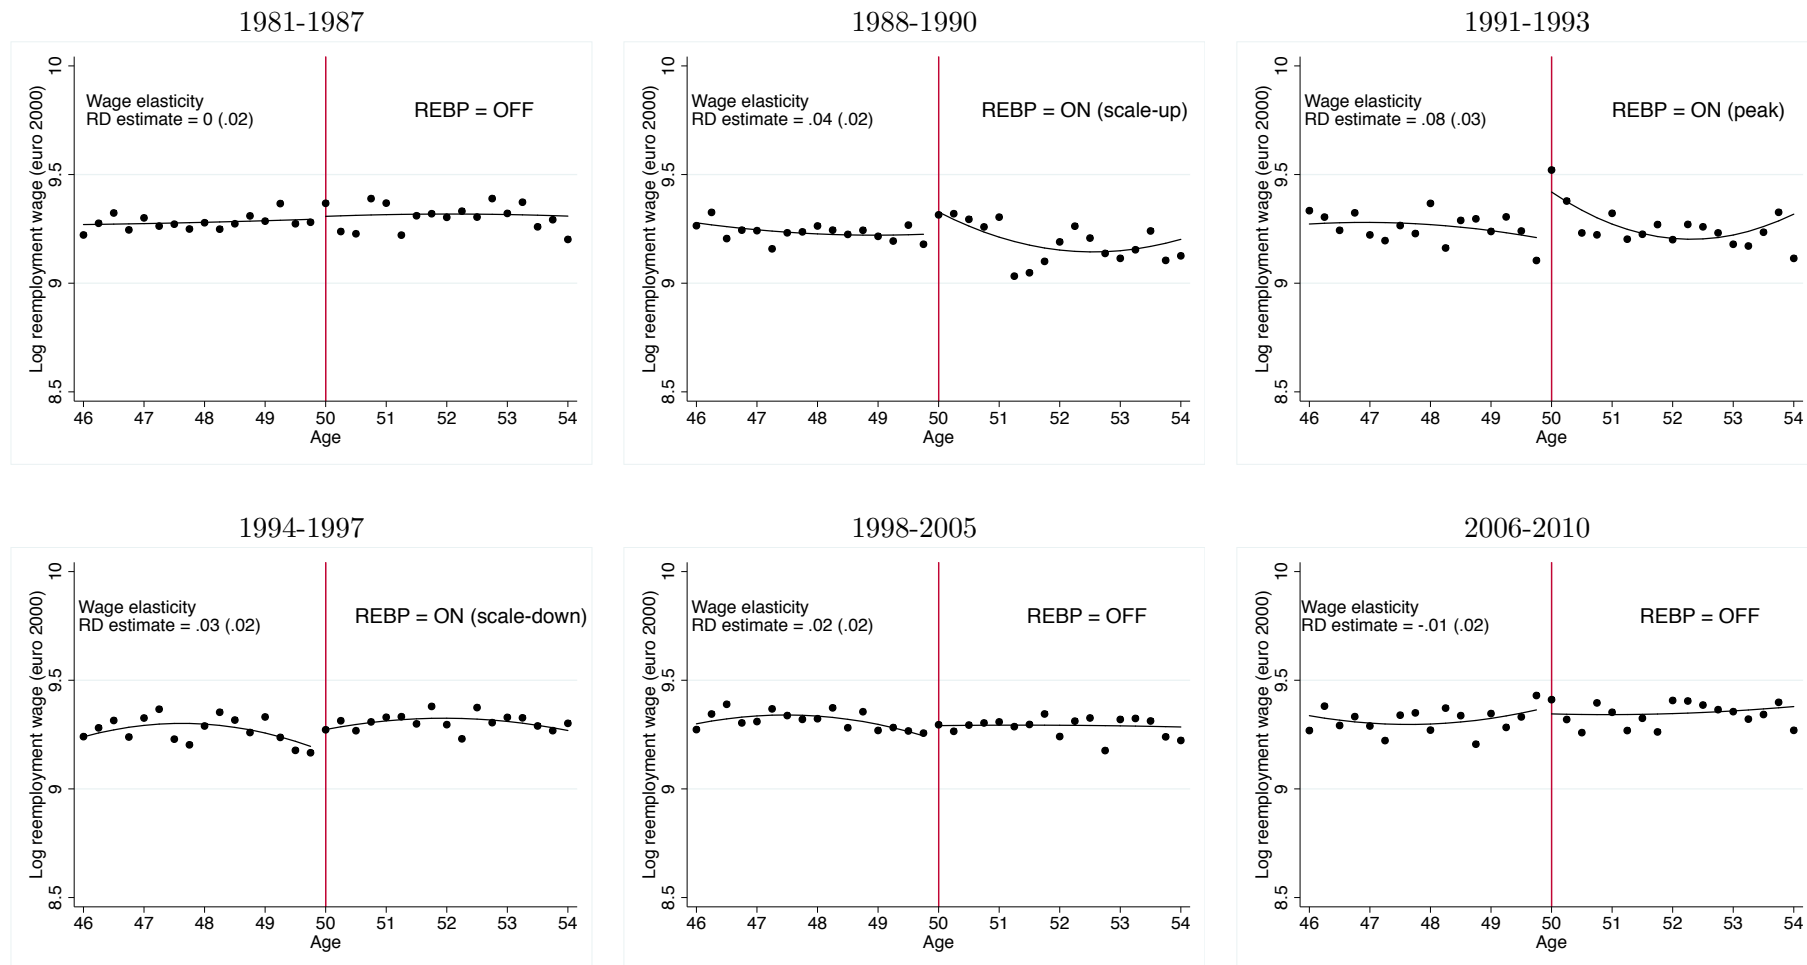 1981-1987
Log reemployment wage (euro 2000)
10
9.5
9
8.5
Wage elasticity
RD estimate = 0 (.02)
REBP = OFF
46 47 48 49 50 51 52 53 54
Age
1988-1990
Log reemployment wage (euro 2000)
10
9.5
9
8.5
Wage elasticity
RD estimate = .04 (.02)
REBP = ON (scale-up)
46 47 48 49 50 51 52 53 54
Age
1991-1993
Log reemployment wage (euro 2000)
10
9.5
9
8.5
Wage elasticity
RD estimate = .08 (.03)
REBP = ON (peak)
46 47 48 49 50 51 52 53 54
Age
1994-1997
Log reemployment wage (euro 2000)
10
9.5
9
8.5
Wage elasticity
RD estimate = .03 (.02)
REBP = ON (scale-down)
46 47 48 49 50 51 52 53 54
Age
1998-2005
Log reemployment wage (euro 2000)
10
9.5
9
8.5
Wage elasticity
RD estimate = .02 (.02)
REBP = OFF
46 47 48 49 50 51 52 53 54
Age
2006-2010
Log reemployment wage (euro 2000)
10
9.5
9
8.5
Wage elasticity
RD estimate = -.01 (.02)
REBP = OFF
46 47 48 49 50 51 52 53 54
Age